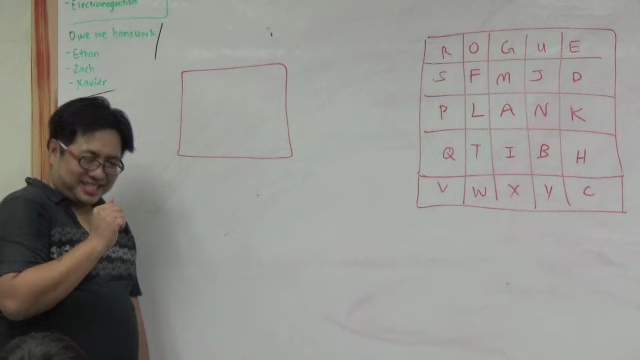 - Electromagnetism
Owe me homework
- Ethan
- Zach
- Xavier
R O G U E
S F M J D
P L A N K
Q T I B H
V W X Y C